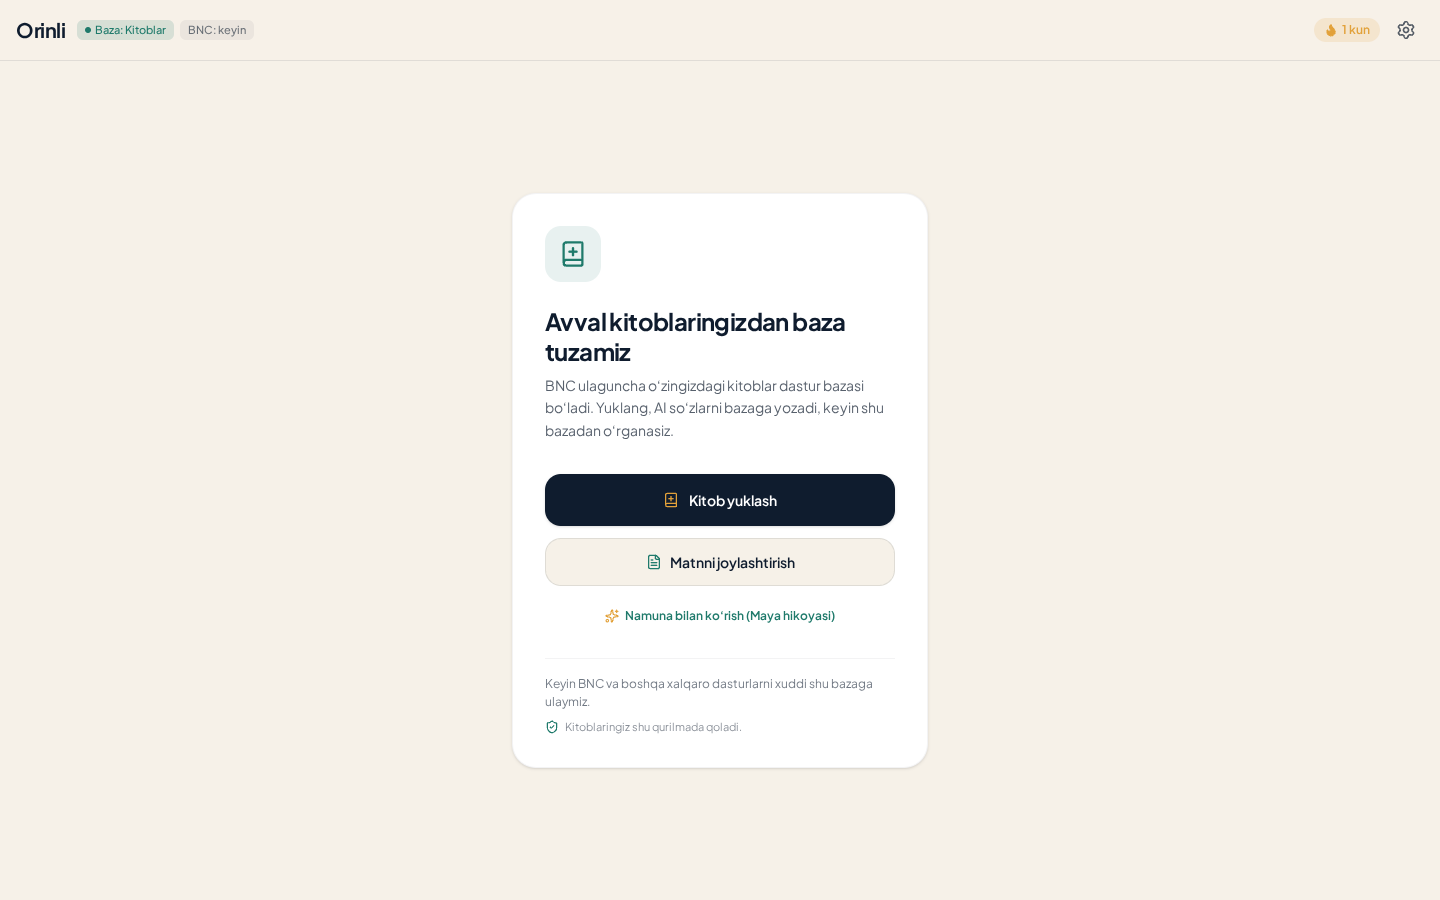 Orinli
Baza: Kitoblar
BNC: keyin
1 kun
Avval kitoblaringizdan baza
tuzamiz
BNC ulaguncha oʻzingizdagi kitoblar dastur bazasi
boʻladi. Yuklang, AI soʻzlarni bazaga yozadi, keyin shu
bazadan oʻrganasiz.
Kitob yuklash
Matnni joylashtirish
Namuna bilan koʻrish (Maya hikoyasi)
Keyin BNC va boshqa xalqaro dasturlarni xuddi shu bazaga
ulaymiz.
Kitoblaringiz shu qurilmada qoladi.